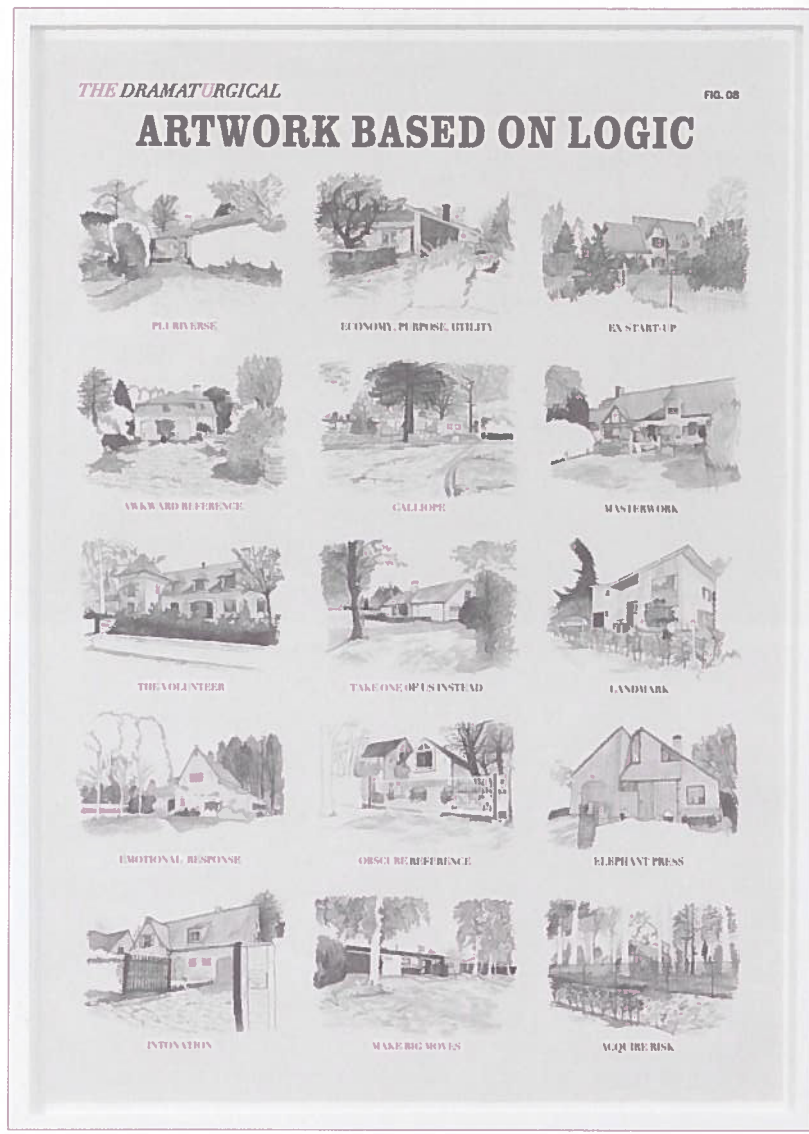 THE DRAMATURGICAL
FIG. 08
ARTWORK BASED ON LOGIC
PLURIVERSE
ECONOMY, PURPOSE, UTILITY
EX START-UP
AWKWARD REFERENCE
CALLIOPE
MASTERWORK
THE VOLUNTEER
TAKE ONE OF US INSTEAD
LANDMARK
EMOTIONAL RESPONSE
OBSCURE REFERENCE
ELEPHANT PRESS
INTONATION
MAKE BIG MOVES
ACQUIRE RISK